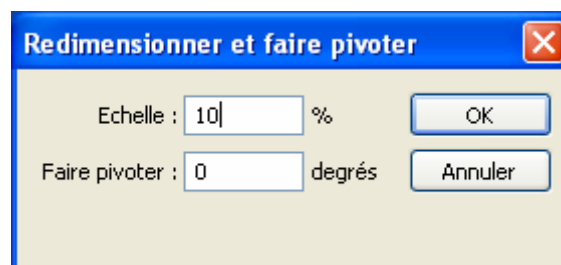 Redimensionner et faire pivoter
Echelle : 10 % OK
Faire pivoter : 0 degrés Annuler